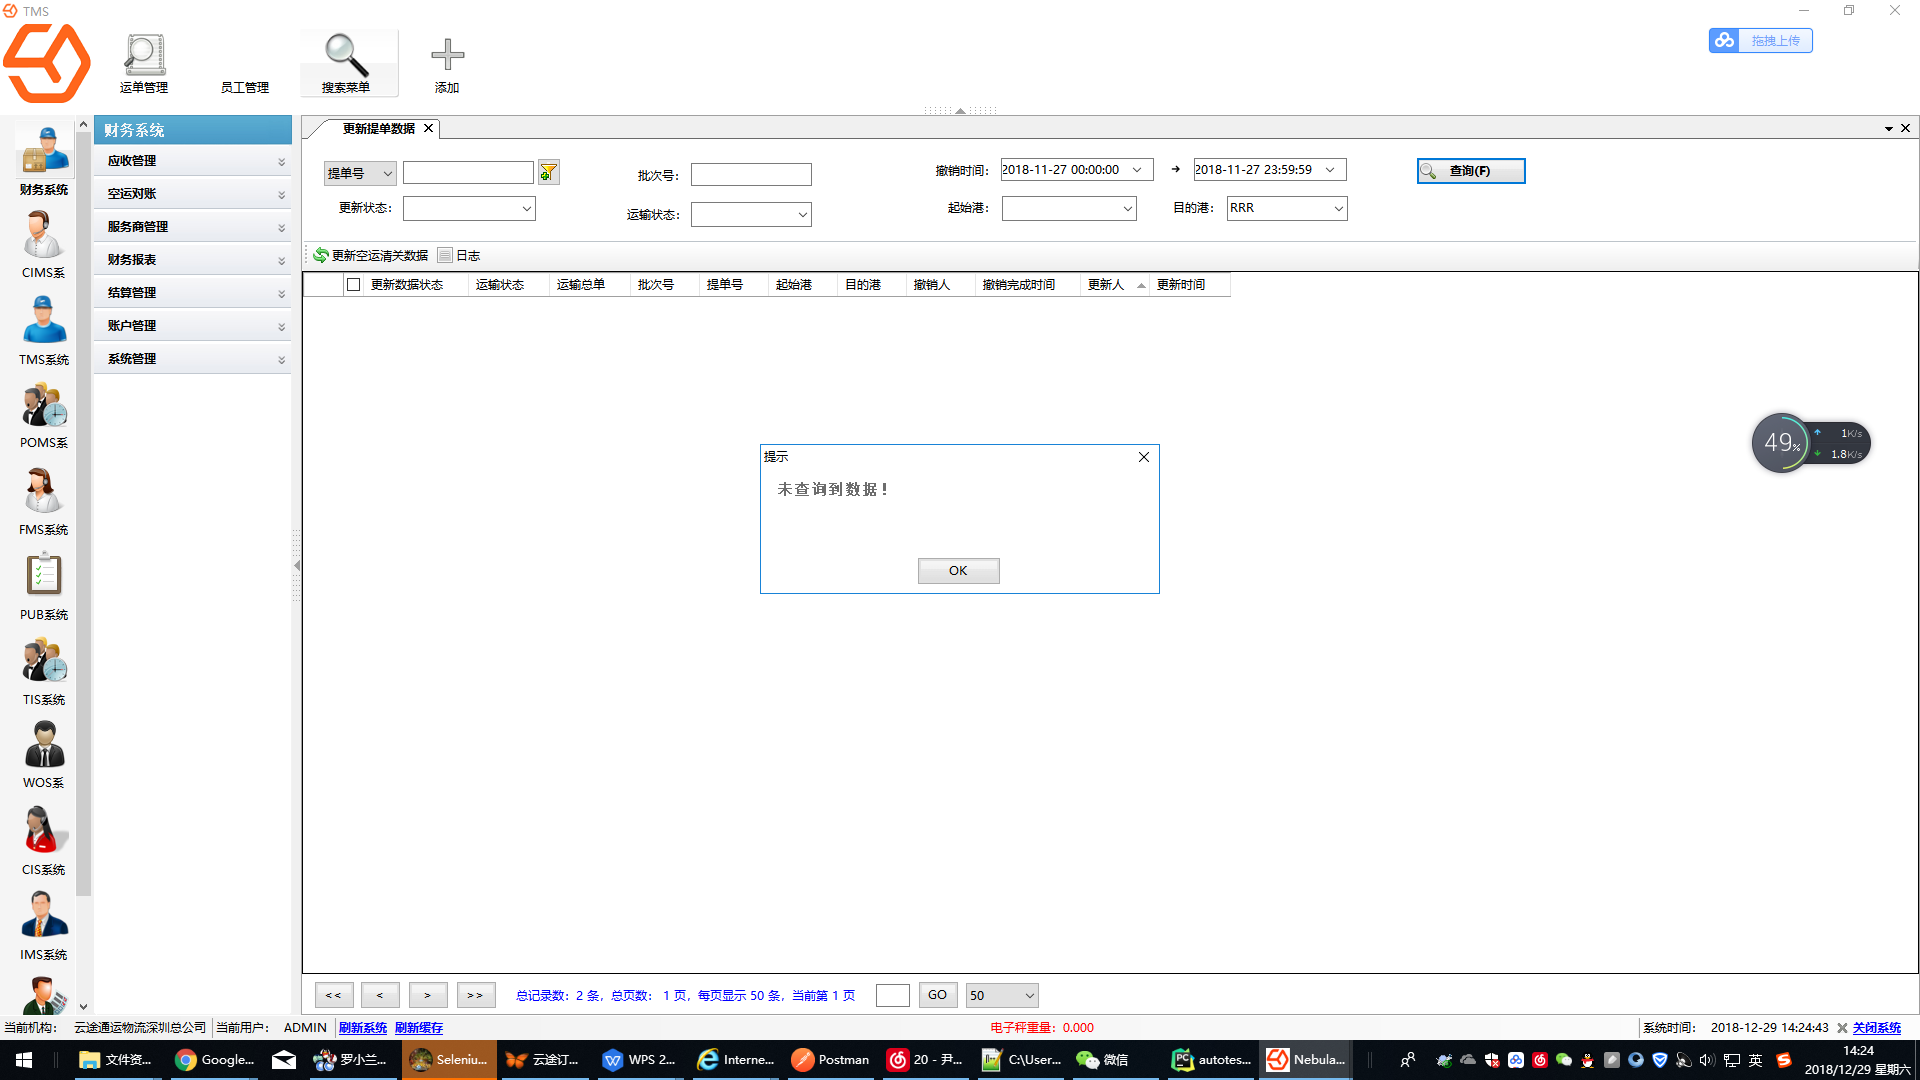 TMS
运单管理
员工管理
搜索菜单
添加
拖拽上传
财务系统
CIMS系
TMS系统
POMS系
FMS系统
PUB系统
TIS系统
WOS系
CIS系统
IMS系统
财务系统
应收管理
空运对账
服务商管理
财务报表
结算管理
账户管理
系统管理
更新提单数据
提单号
批次号：
撤销时间：
2018-11-27 00:00:00
2018-11-27 23:59:59
查询(F)
更新状态：
运输状态：
起始港：
目的港：
RRR
更新空运清关数据
日志
更新数据状态
运输状态
运输总单
批次号
提单号
起始港
目的港
撤销人
撤销完成时间
更新人
更新时间
提示
未查询到数据！
OK
49%
1K/s
1.8K/s
<<
<
>
>>
总记录数：2 条，总页数： 1 页，每页显示 50 条，当前第 1 页
GO
50
当前机构：
云途通运物流深圳总公司
当前用户：
ADMIN
刷新系统
刷新缓存
电子秤重量：0.000
系统时间：
2018-12-29 14:24:43
关闭系统
文件资...
Google...
罗小兰...
Seleniu...
云途订...
WPS 2...
Interne...
Postman
20 - 尹...
C:\User...
微信
autotes...
Nebula...
英
14:24
2018/12/29 星期六